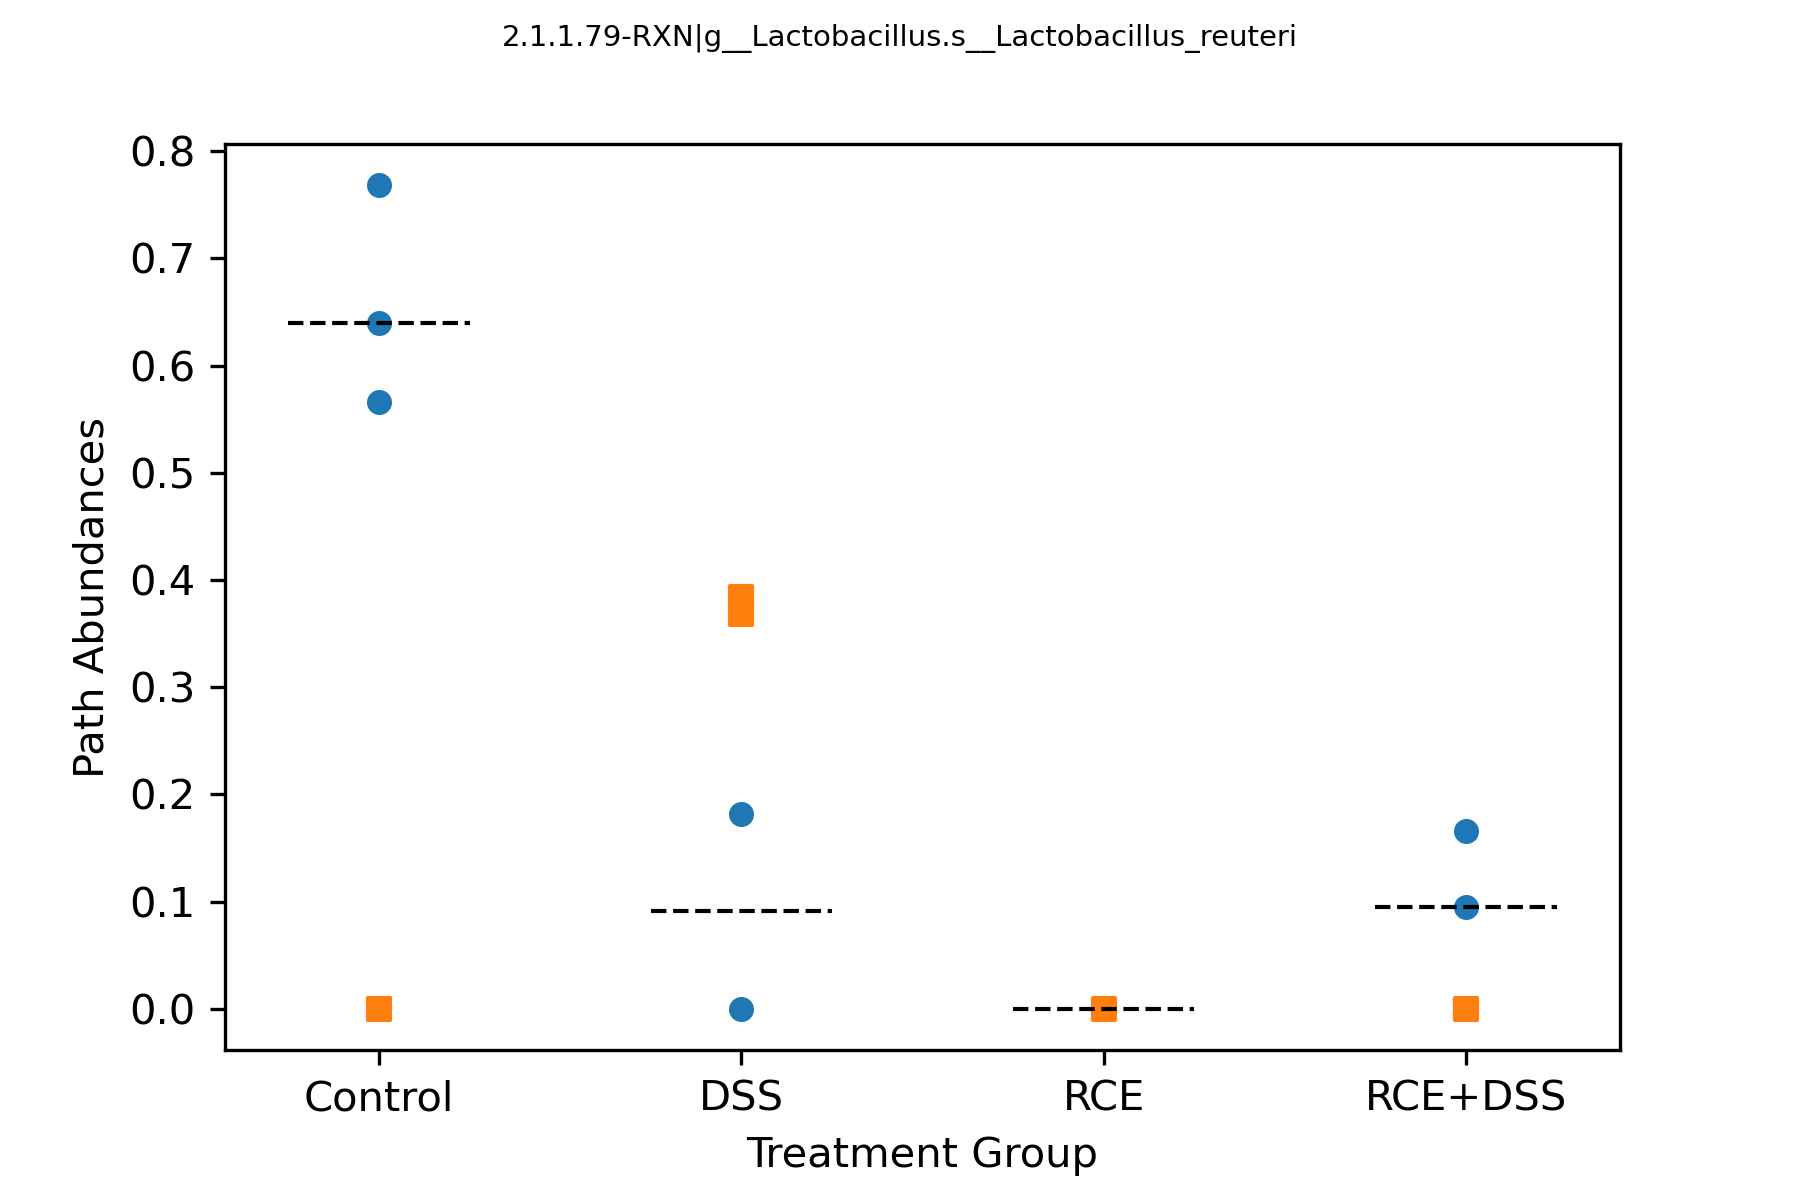 2.1.1.79-RXN|g__Lactobacillus.s__Lactobacillus_reuteri
0.8
0.7
0.6
0.5
0.4
0.3
0.2
0.1
0.0
Path Abundances
Control DSS RCE RCE+DSS
Treatment Group